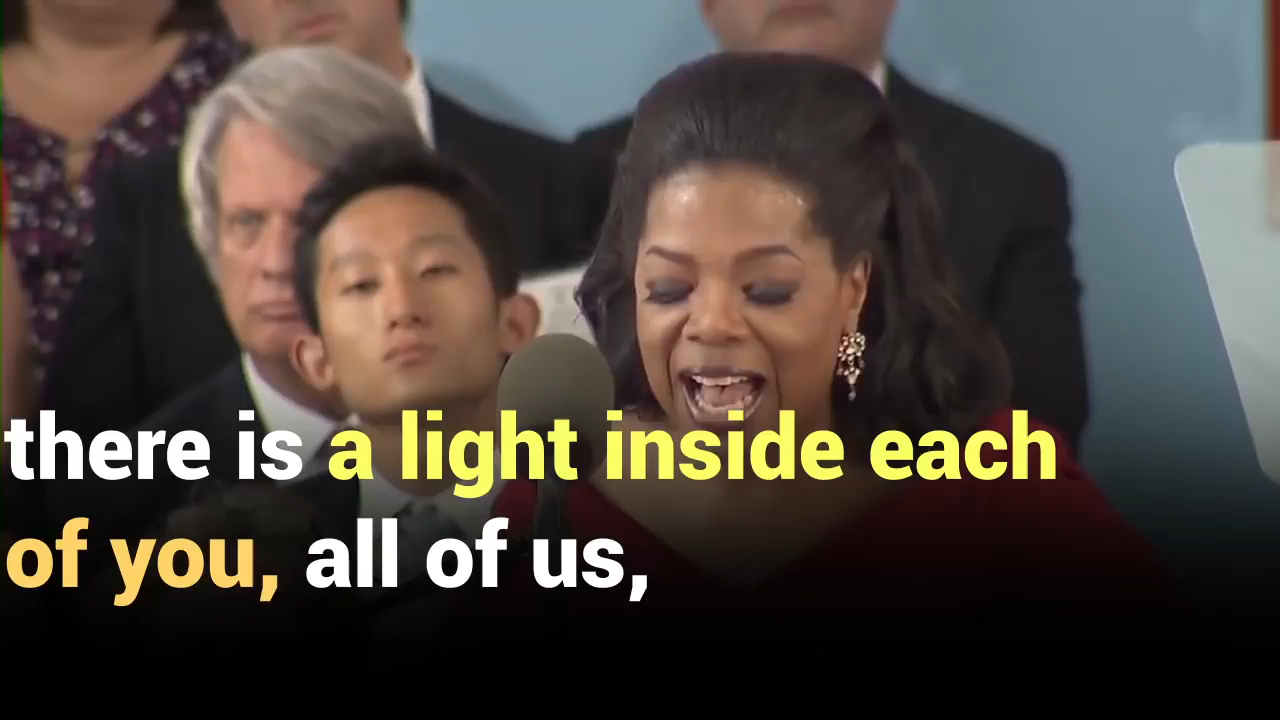 there is a light inside each
of you, all of us,